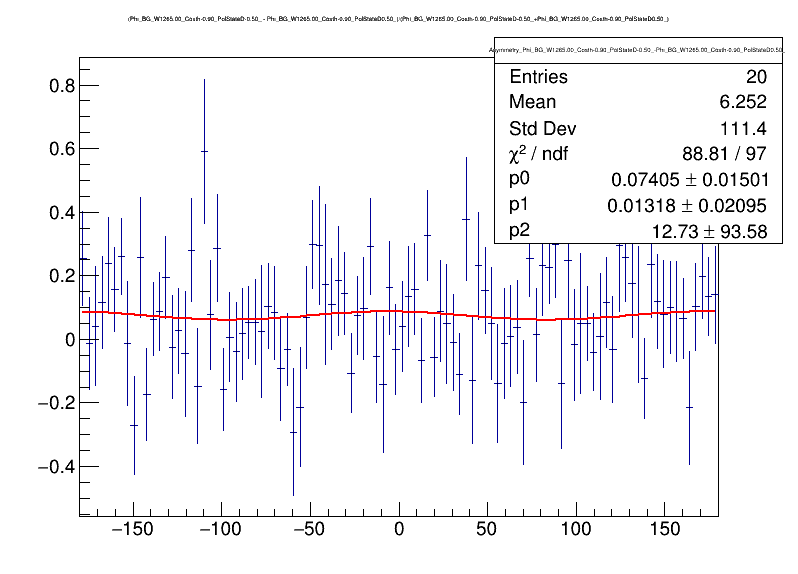 (Phi_BG_W1265.00_Costh-0.90_PolStateD-0.50_- Phi_BG_W1265.00_Costh-0.90_PolStateD0.50_)/(Phi_BG_W1265.00_Costh-0.90_PolStateD-0.50_+Phi_BG_W1265.00_Costh-0.90_PolStateD0.50_)
Asymmetry_Phi_BG_W1265.00_Costh-0.90_PolStateD-0.50_-Phi_BG_W1265.00_Costh-0.90_PolStateD0.50_
Entries 20
Mean 6.252
Std Dev 111.4
χ² / ndf 88.81 / 97
p0 0.07405 ± 0.01501
p1 0.01318 ± 0.02095
p2 12.73 ± 93.58
0.8
0.6
0.4
0.2
0
−0.2
−0.4
−150 −100 −50 0 50 100 150